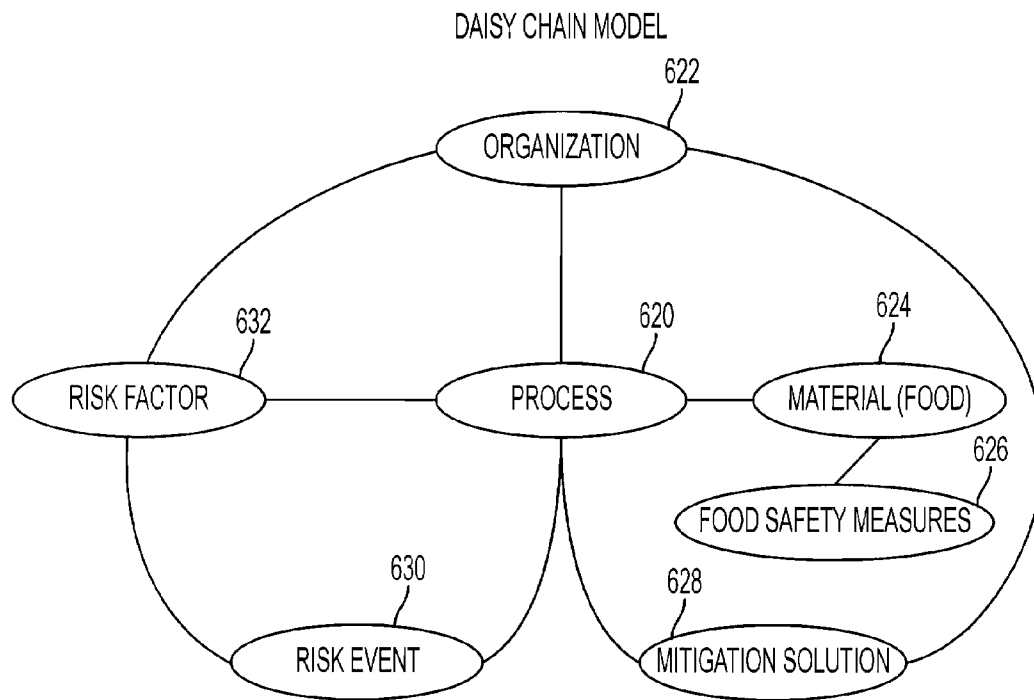 DAISY CHAIN MODEL
622
ORGANIZATION
632
620
624
RISK FACTOR
PROCESS
MATERIAL (FOOD)
626
FOOD SAFETY MEASURES
630
628
RISK EVENT
MITIGATION SOLUTION